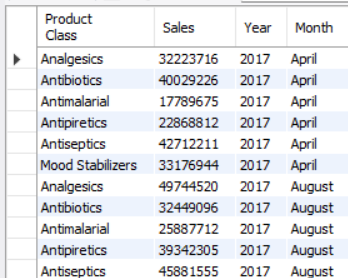 Product Class Sales Year Month
Analgesics 32223716 2017 April
Antibiotics 40029226 2017 April
Antimalarial 17789675 2017 April
Antipiretics 22868812 2017 April
Antiseptics 42712211 2017 April
Mood Stabilizers 33176944 2017 April
Analgesics 49744520 2017 August
Antibiotics 32449096 2017 August
Antimalarial 25887712 2017 August
Antipiretics 39342305 2017 August
Antiseptics 45881555 2017 August